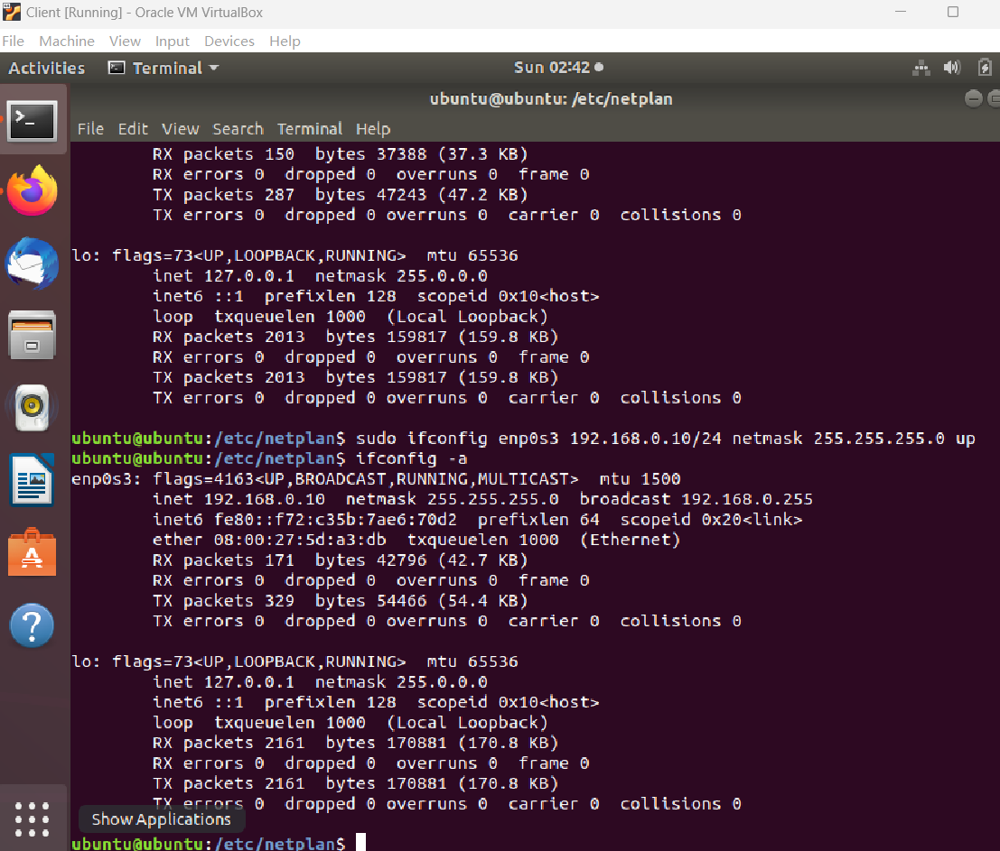 Client [Running] - Oracle VM VirtualBox
File Machine View Input Devices Help
Activities Terminal Sun 02:42
ubuntu@ubuntu: /etc/netplan
File Edit View Search Terminal Help
RX packets 150  bytes 37388 (37.3 KB)
RX errors 0  dropped 0  overruns 0  frame 0
TX packets 287  bytes 47243 (47.2 KB)
TX errors 0  dropped 0 overruns 0  carrier 0  collisions 0
lo: flags=73<UP,LOOPBACK,RUNNING>  mtu 65536
inet 127.0.0.1  netmask 255.0.0.0
inet6 ::1  prefixlen 128  scopeid 0x10<host>
loop  txqueuelen 1000  (Local Loopback)
RX packets 2013  bytes 159817 (159.8 KB)
RX errors 0  dropped 0  overruns 0  frame 0
TX packets 2013  bytes 159817 (159.8 KB)
TX errors 0  dropped 0 overruns 0  carrier 0  collisions 0
ubuntu@ubuntu:/etc/netplan$ sudo ifconfig enp0s3 192.168.0.10/24 netmask 255.255.255.0 up
ubuntu@ubuntu:/etc/netplan$ ifconfig -a
enp0s3: flags=4163<UP,BROADCAST,RUNNING,MULTICAST>  mtu 1500
inet 192.168.0.10  netmask 255.255.255.0  broadcast 192.168.0.255
inet6 fe80::f72:c35b:7ae6:70d2  prefixlen 64  scopeid 0x20<link>
ether 08:00:27:5d:a3:db  txqueuelen 1000  (Ethernet)
RX packets 171  bytes 42796 (42.7 KB)
RX errors 0  dropped 0  overruns 0  frame 0
TX packets 329  bytes 54466 (54.4 KB)
TX errors 0  dropped 0 overruns 0  carrier 0  collisions 0
lo: flags=73<UP,LOOPBACK,RUNNING>  mtu 65536
inet 127.0.0.1  netmask 255.0.0.0
inet6 ::1  prefixlen 128  scopeid 0x10<host>
loop  txqueuelen 1000  (Local Loopback)
RX packets 2161  bytes 170881 (170.8 KB)
RX errors 0  dropped 0  overruns 0  frame 0
TX packets 2161  bytes 170881 (170.8 KB)
TX errors 0  dropped 0 overruns 0  carrier 0  collisions 0
Show Applications
ubuntu@ubuntu:/etc/netplan$